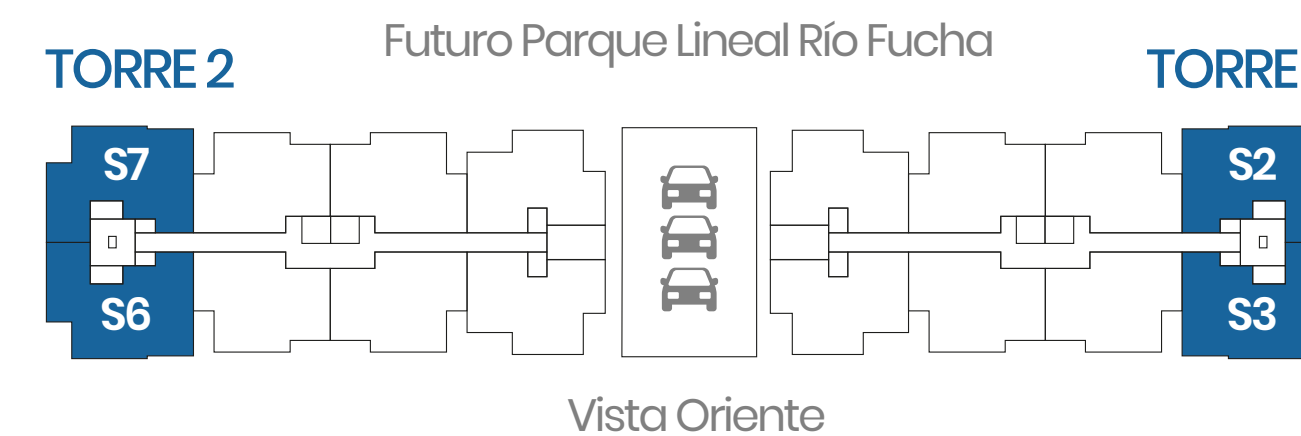 Futuro Parque Lineal Río Fucha
TORRE 2
TORRE
S7
S2
S6
S3
Vista Oriente